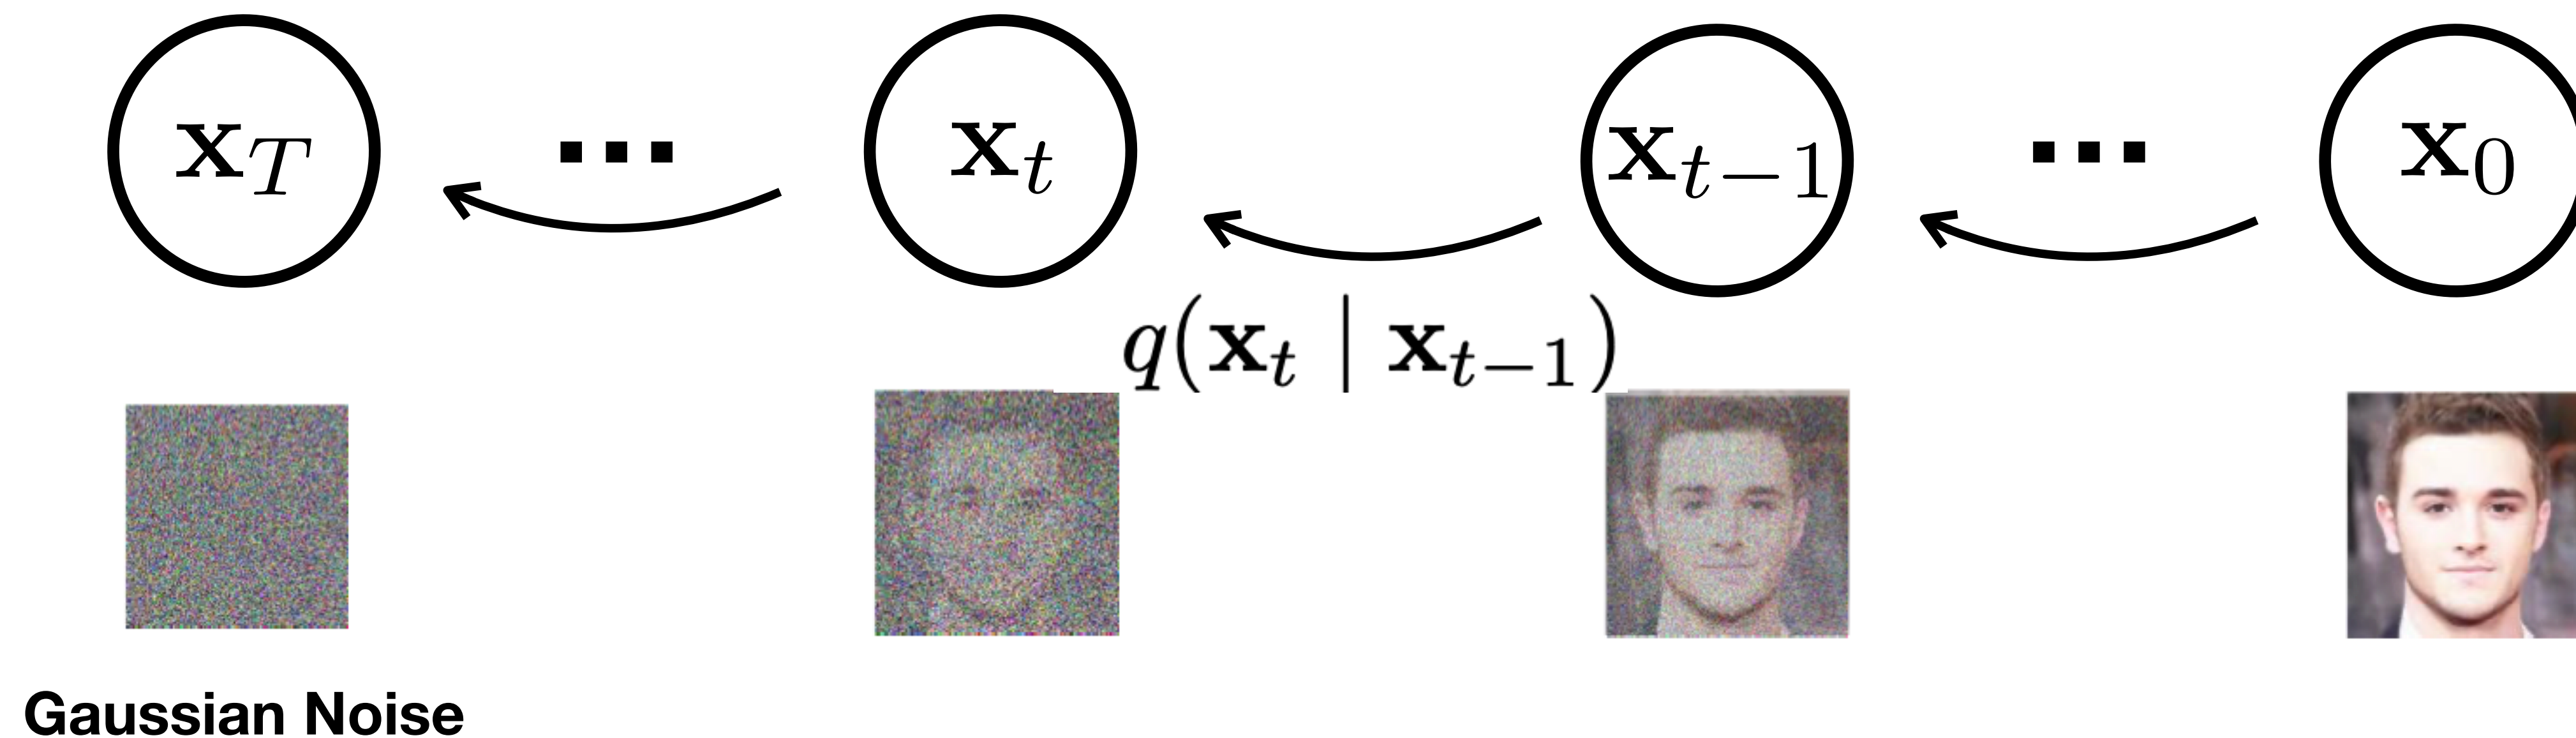 x_T ... x_t x_{t-1} ... x_0
q(x_t | x_{t-1})
Gaussian Noise